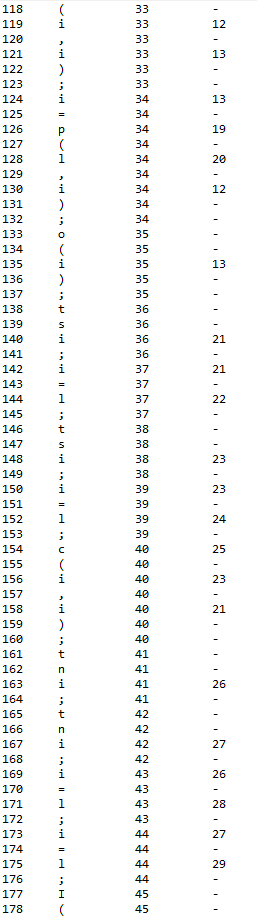 118 ( 33 -
119 i 33 12
120 , 33 -
121 i 33 13
122 ) 33 -
123 ; 33 -
124 i 34 13
125 = 34 -
126 p 34 19
127 ( 34 -
128 l 34 20
129 , 34 -
130 i 34 12
131 ) 34 -
132 ; 34 -
133 o 35 -
134 ( 35 -
135 i 35 13
136 ) 35 -
137 ; 35 -
138 t 36 -
139 s 36 -
140 i 36 21
141 ; 36 -
142 i 37 21
143 = 37 -
144 l 37 22
145 ; 37 -
146 t 38 -
147 s 38 -
148 i 38 23
149 ; 38 -
150 i 39 23
151 = 39 -
152 l 39 24
153 ; 39 -
154 c 40 25
155 ( 40 -
156 i 40 23
157 , 40 -
158 i 40 21
159 ) 40 -
160 ; 40 -
161 t 41 -
162 n 41 -
163 i 41 26
164 ; 41 -
165 t 42 -
166 n 42 -
167 i 42 27
168 ; 42 -
169 i 43 26
170 = 43 -
171 l 43 28
172 ; 43 -
173 i 44 27
174 = 44 -
175 l 44 29
176 ; 44 -
177 I 45 -
178 ( 45 -